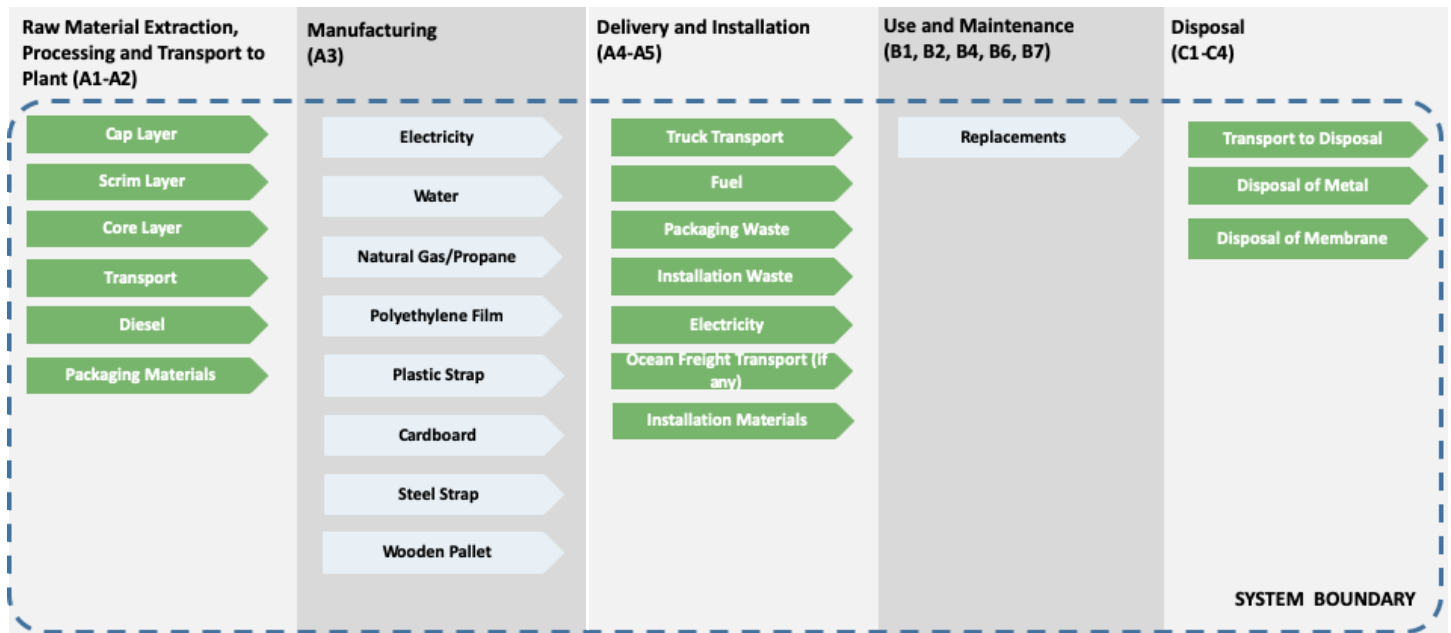 Raw Material Extraction,
Processing and Transport to
Plant (A1-A2)
Cap Layer
Scrim Layer
Core Layer
Transport
Diesel
Packaging Materials
Manufacturing
(A3)
Electricity
Water
Natural Gas/Propane
Polyethylene Film
Plastic Strap
Cardboard
Steel Strap
Wooden Pallet
Delivery and Installation
(A4-A5)
Truck Transport
Fuel
Packaging Waste
Installation Waste
Electricity
Ocean Freight Transport (if
any)
Installation Materials
Use and Maintenance
(B1, B2, B4, B6, B7)
Replacements
Disposal
(C1-C4)
Transport to Disposal
Disposal of Metal
Disposal of Membrane
SYSTEM BOUNDARY